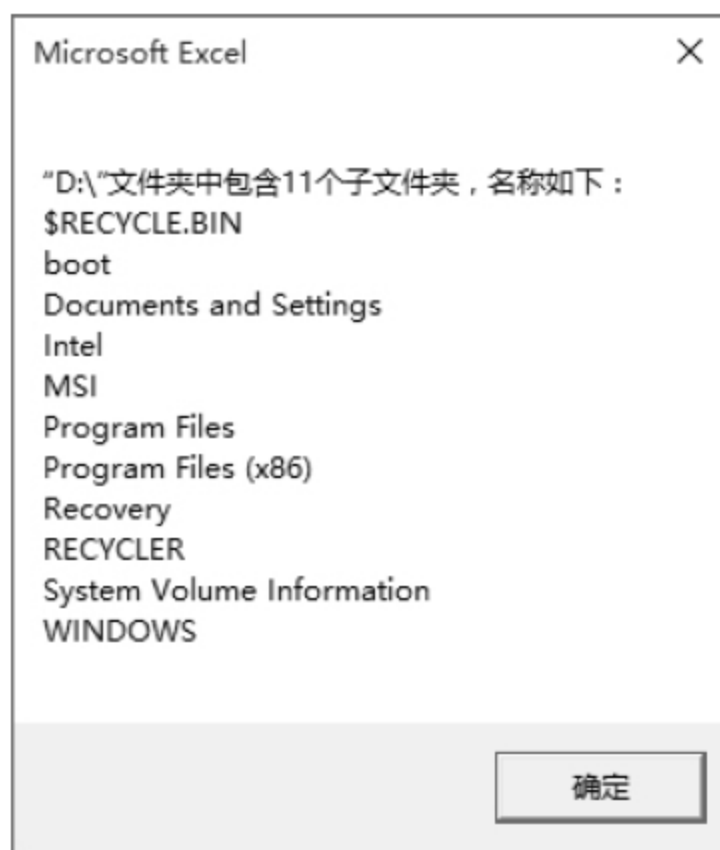 Microsoft Excel
“D:\”文件夹中包含11个子文件夹，名称如下：
$RECYCLE.BIN
boot
Documents and Settings
Intel
MSI
Program Files
Program Files (x86)
Recovery
RECYCLER
System Volume Information
WINDOWS
确定